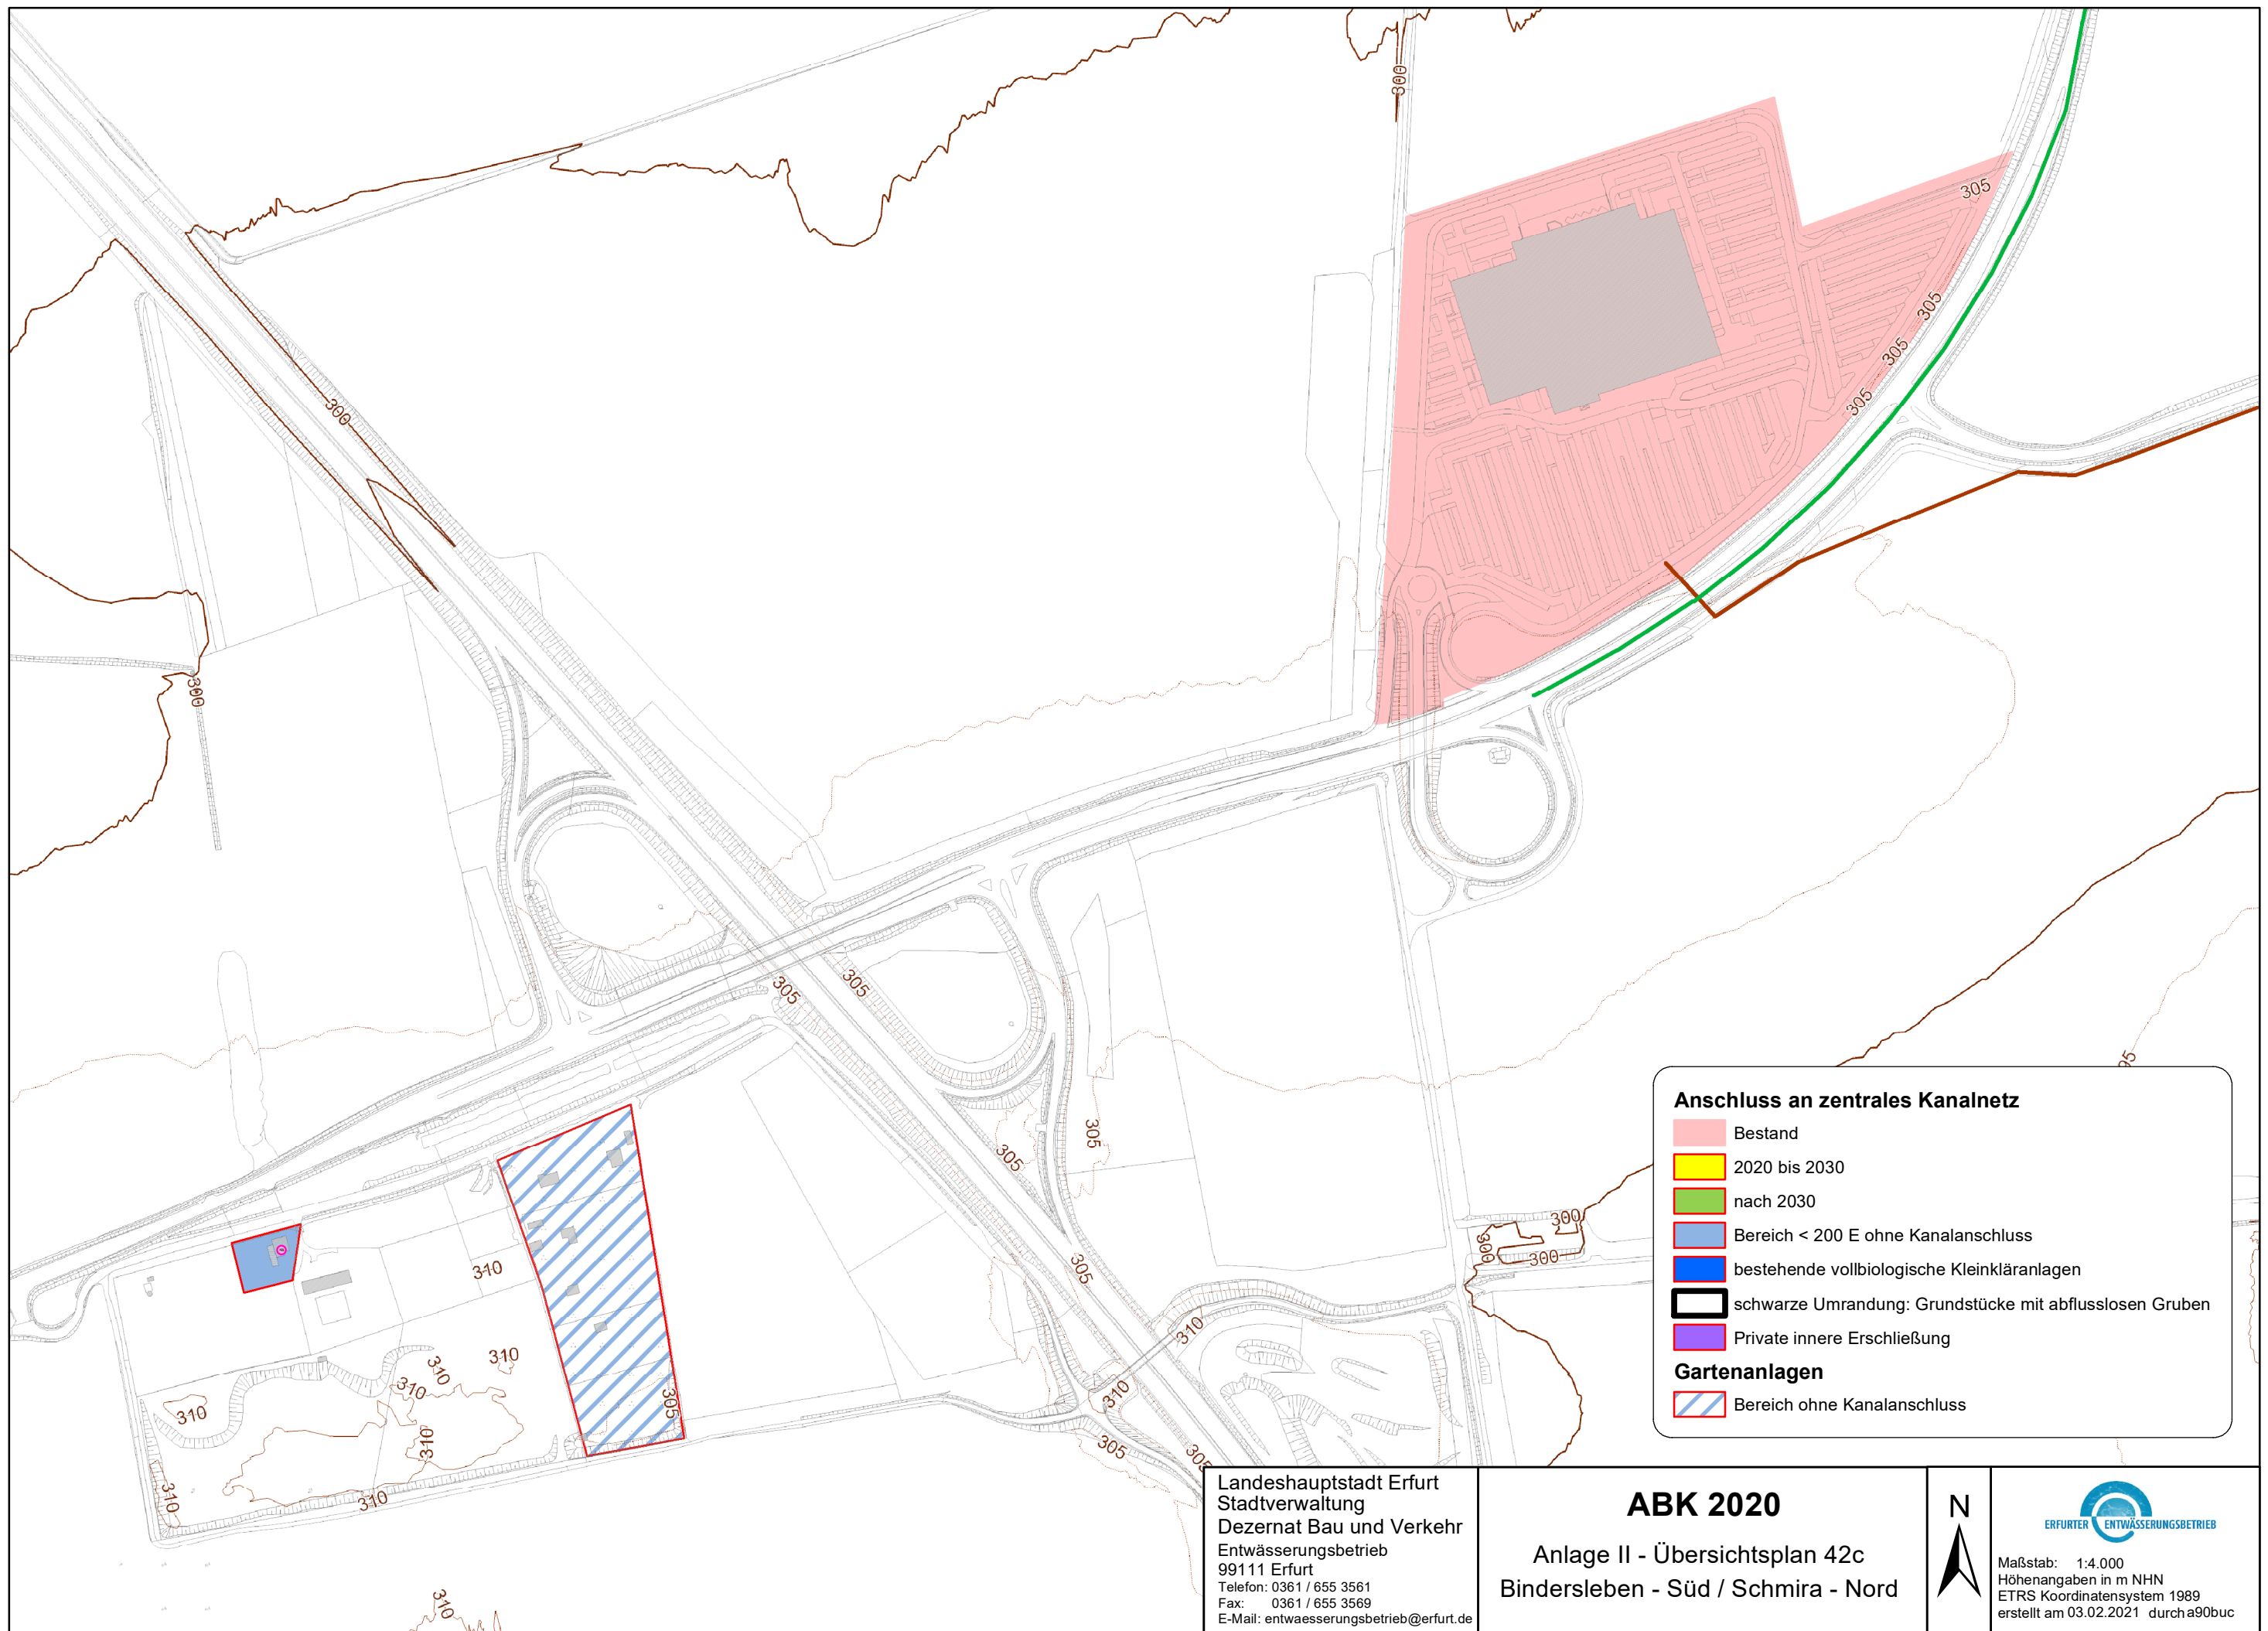 300
305
305
305
305
300
300
305
305
305
305
95
310
305
300
300
300
310
310
310
310
310
310
305
310
305
305
310
310
310
Anschluss an zentrales Kanalnetz
Bestand
2020 bis 2030
nach 2030
Bereich < 200 E ohne Kanalanschluss
bestehende vollbiologische Kleinkläranlagen
schwarze Umrandung: Grundstücke mit abflusslosen Gruben
Private innere Erschließung
Gartenanlagen
Bereich ohne Kanalanschluss
Landeshauptstadt Erfurt
Stadtverwaltung
Dezernat Bau und Verkehr
Entwässerungsbetrieb
99111 Erfurt
Telefon: 0361 / 655 3561
Fax: 0361 / 655 3569
E-Mail: entwaesserungsbetrieb@erfurt.de
ABK 2020
Anlage II - Übersichtsplan 42c
Bindersleben - Süd / Schmira - Nord
N
ERFURTER ENTWÄSSERUNGSBETRIEB
Maßstab: 1:4.000
Höhenangaben in m NHN
ETRS Koordinatensystem 1989
erstellt am 03.02.2021 durch a90buc